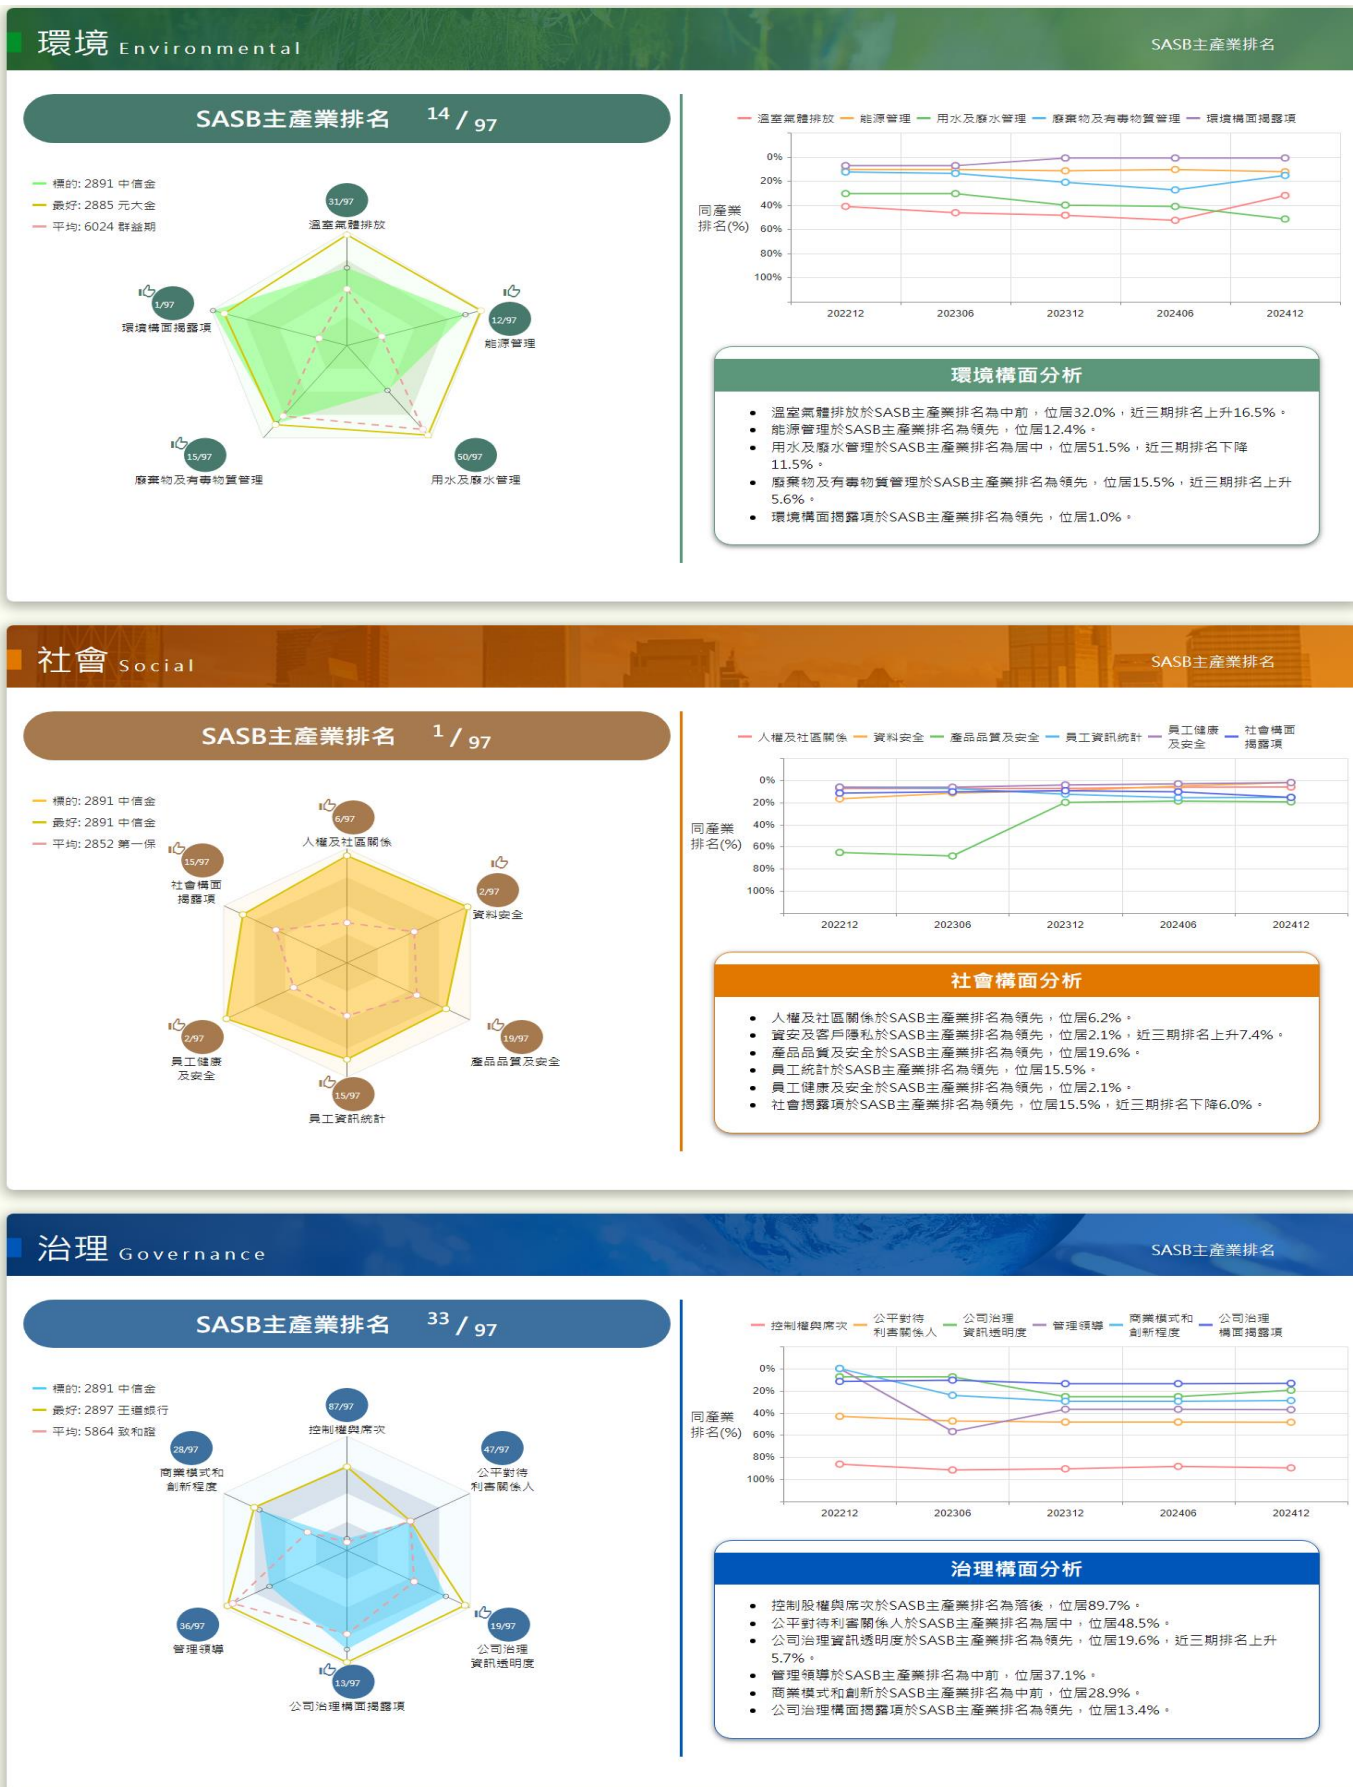 環境 Environmental
SASB主產業排名
SASB主產業排名 14 / 97
標的: 2891 中信金
最好: 2885 元大金
平均: 6024 群益期
31/97
溫室氣體排放
12/97
能源管理
50/97
用水及廢水管理
15/97
廢棄物及有毒物質管理
1/97
環境構面揭露項
溫室氣體排放 能源管理 用水及廢水管理 廢棄物及有毒物質管理 環境構面揭露項
0%
20%
40%
60%
80%
100%
同產業
排名(%)
202212 202306 202312 202406 202412
環境構面分析
• 溫室氣體排放於SASB主產業排名為中前，位居32.0%，近三期排名上升16.5%。
• 能源管理於SASB主產業排名為領先，位居12.4%。
• 用水及廢水管理於SASB主產業排名為居中，位居51.5%，近三期排名下降
11.5%。
• 廢棄物及有毒物質管理於SASB主產業排名為領先，位居15.5%，近三期排名上升
5.6%。
• 環境構面揭露項於SASB主產業排名為領先，位居1.0%。
社會 Social
SASB主產業排名
SASB主產業排名 1 / 97
標的: 2891 中信金
最好: 2891 中信金
平均: 2852 第一保
6/97
人權及社區關係
2/97
資料安全
19/97
產品品質及安全
15/97
員工資訊統計
2/97
員工健康
及安全
15/97
社會構面
揭露項
人權及社區關係 資料安全 產品品質及安全 員工資訊統計 員工健康
及安全 社會構面
揭露項
0%
20%
40%
60%
80%
100%
同產業
排名(%)
202212 202306 202312 202406 202412
社會構面分析
• 人權及社區關係於SASB主產業排名為領先，位居6.2%。
• 資安及客戶隱私於SASB主產業排名為領先，位居2.1%，近三期排名上升7.4%。
• 產品品質及安全於SASB主產業排名為領先，位居19.6%。
• 員工統計於SASB主產業排名為領先，位居15.5%。
• 員工健康及安全於SASB主產業排名為領先，位居2.1%。
• 社會揭露項於SASB主產業排名為領先，位居15.5%，近三期排名下降6.0%。
治理 Governance
SASB主產業排名
SASB主產業排名 33 / 97
標的: 2891 中信金
最好: 2897 王道銀行
平均: 5864 致和證
87/97
控制權與席次
47/97
公平對待
利害關係人
19/97
公司治理
資訊透明度
13/97
公司治理構面揭露項
36/97
管理領導
28/97
商業模式和
創新程度
控制權與席次 公平對待
利害關係人 公司治理
資訊透明度 管理領導 商業模式和
創新程度 公司治理
構面揭露項
0%
20%
40%
60%
80%
100%
同產業
排名(%)
202212 202306 202312 202406 202412
治理構面分析
• 控制股權與席次於SASB主產業排名為落後，位居89.7%。
• 公平對待利害關係人於SASB主產業排名為居中，位居48.5%。
• 公司治理資訊透明度於SASB主產業排名為領先，位居19.6%，近三期排名上升
5.7%。
• 管理領導於SASB主產業排名為中前，位居37.1%。
• 商業模式和創新於SASB主產業排名為中前，位居28.9%。
• 公司治理構面揭露項於SASB主產業排名為領先，位居13.4%。